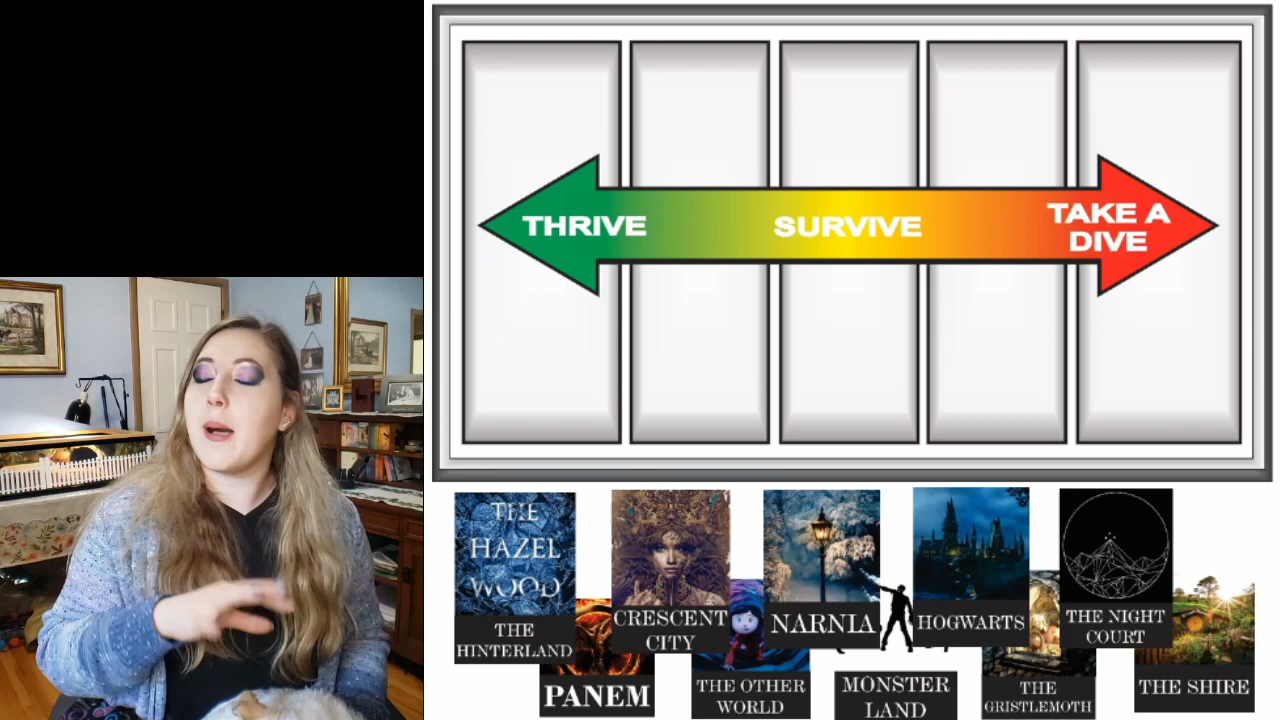 THRIVE
SURVIVE
TAKE A
DIVE
THE
HAZEL
WOOD
THE
HINTERLAND
CRESCENT
CITY
NARNIA
HOGWARTS
THE NIGHT
COURT
PANEM
THE OTHER
WORLD
MONSTER
LAND
THE
GRISTLEMOTH
THE SHIRE